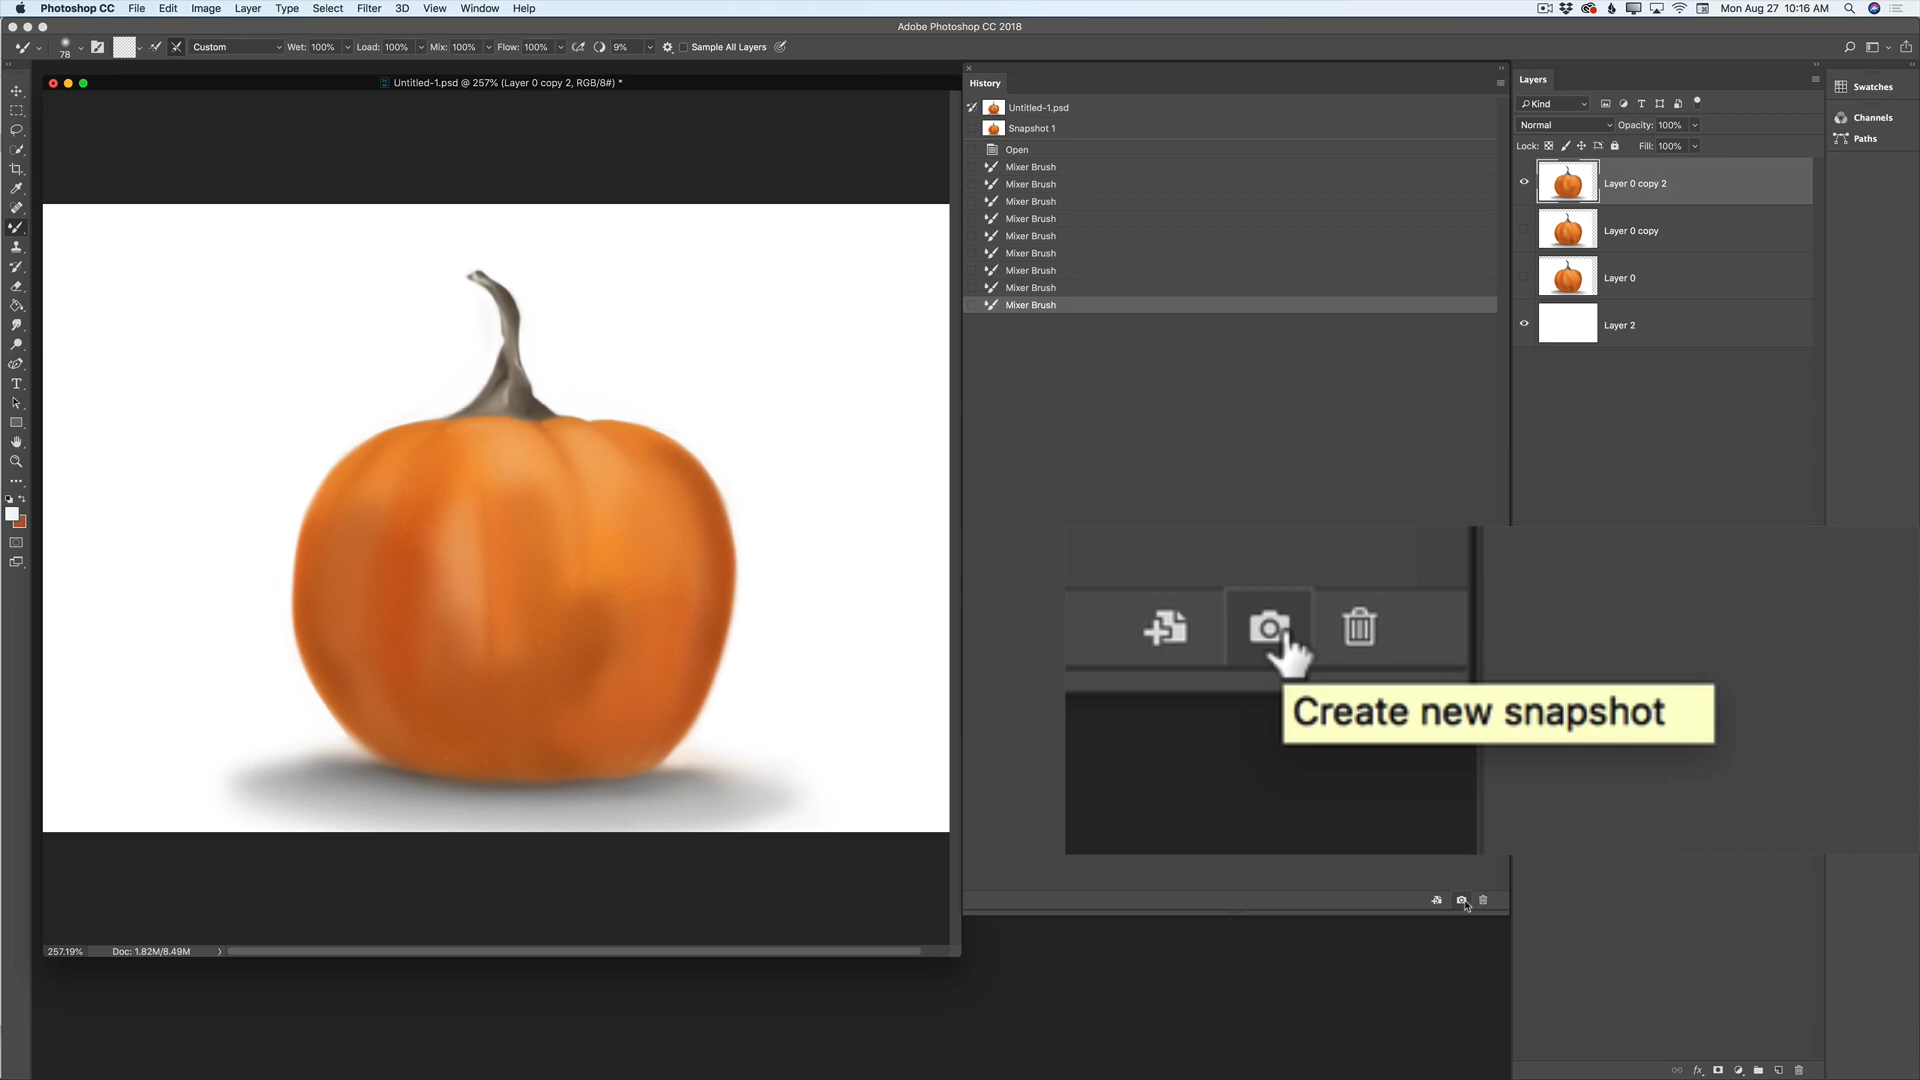 Photoshop CC File Edit Image Layer Type Select Filter 3D View Window Help Mon Aug 27 10:16 AM
Adobe Photoshop CC 2018
78 Custom Wet: 100% Load: 100% Mix: 100% Flow: 100% 9% Sample All Layers
Untitled-1.psd @ 257% (Layer 0 copy 2, RGB/8#) *
History
Untitled-1.psd
Snapshot 1
Open
Mixer Brush
Mixer Brush
Mixer Brush
Mixer Brush
Mixer Brush
Mixer Brush
Mixer Brush
Mixer Brush
Mixer Brush
Create new snapshot
Layers
Kind
Normal Opacity: 100%
Lock: Fill: 100%
Layer 0 copy 2
Layer 0 copy
Layer 0
Layer 2
fx
Swatches
Channels
Paths
257.19% Doc: 1.82M/8.49M